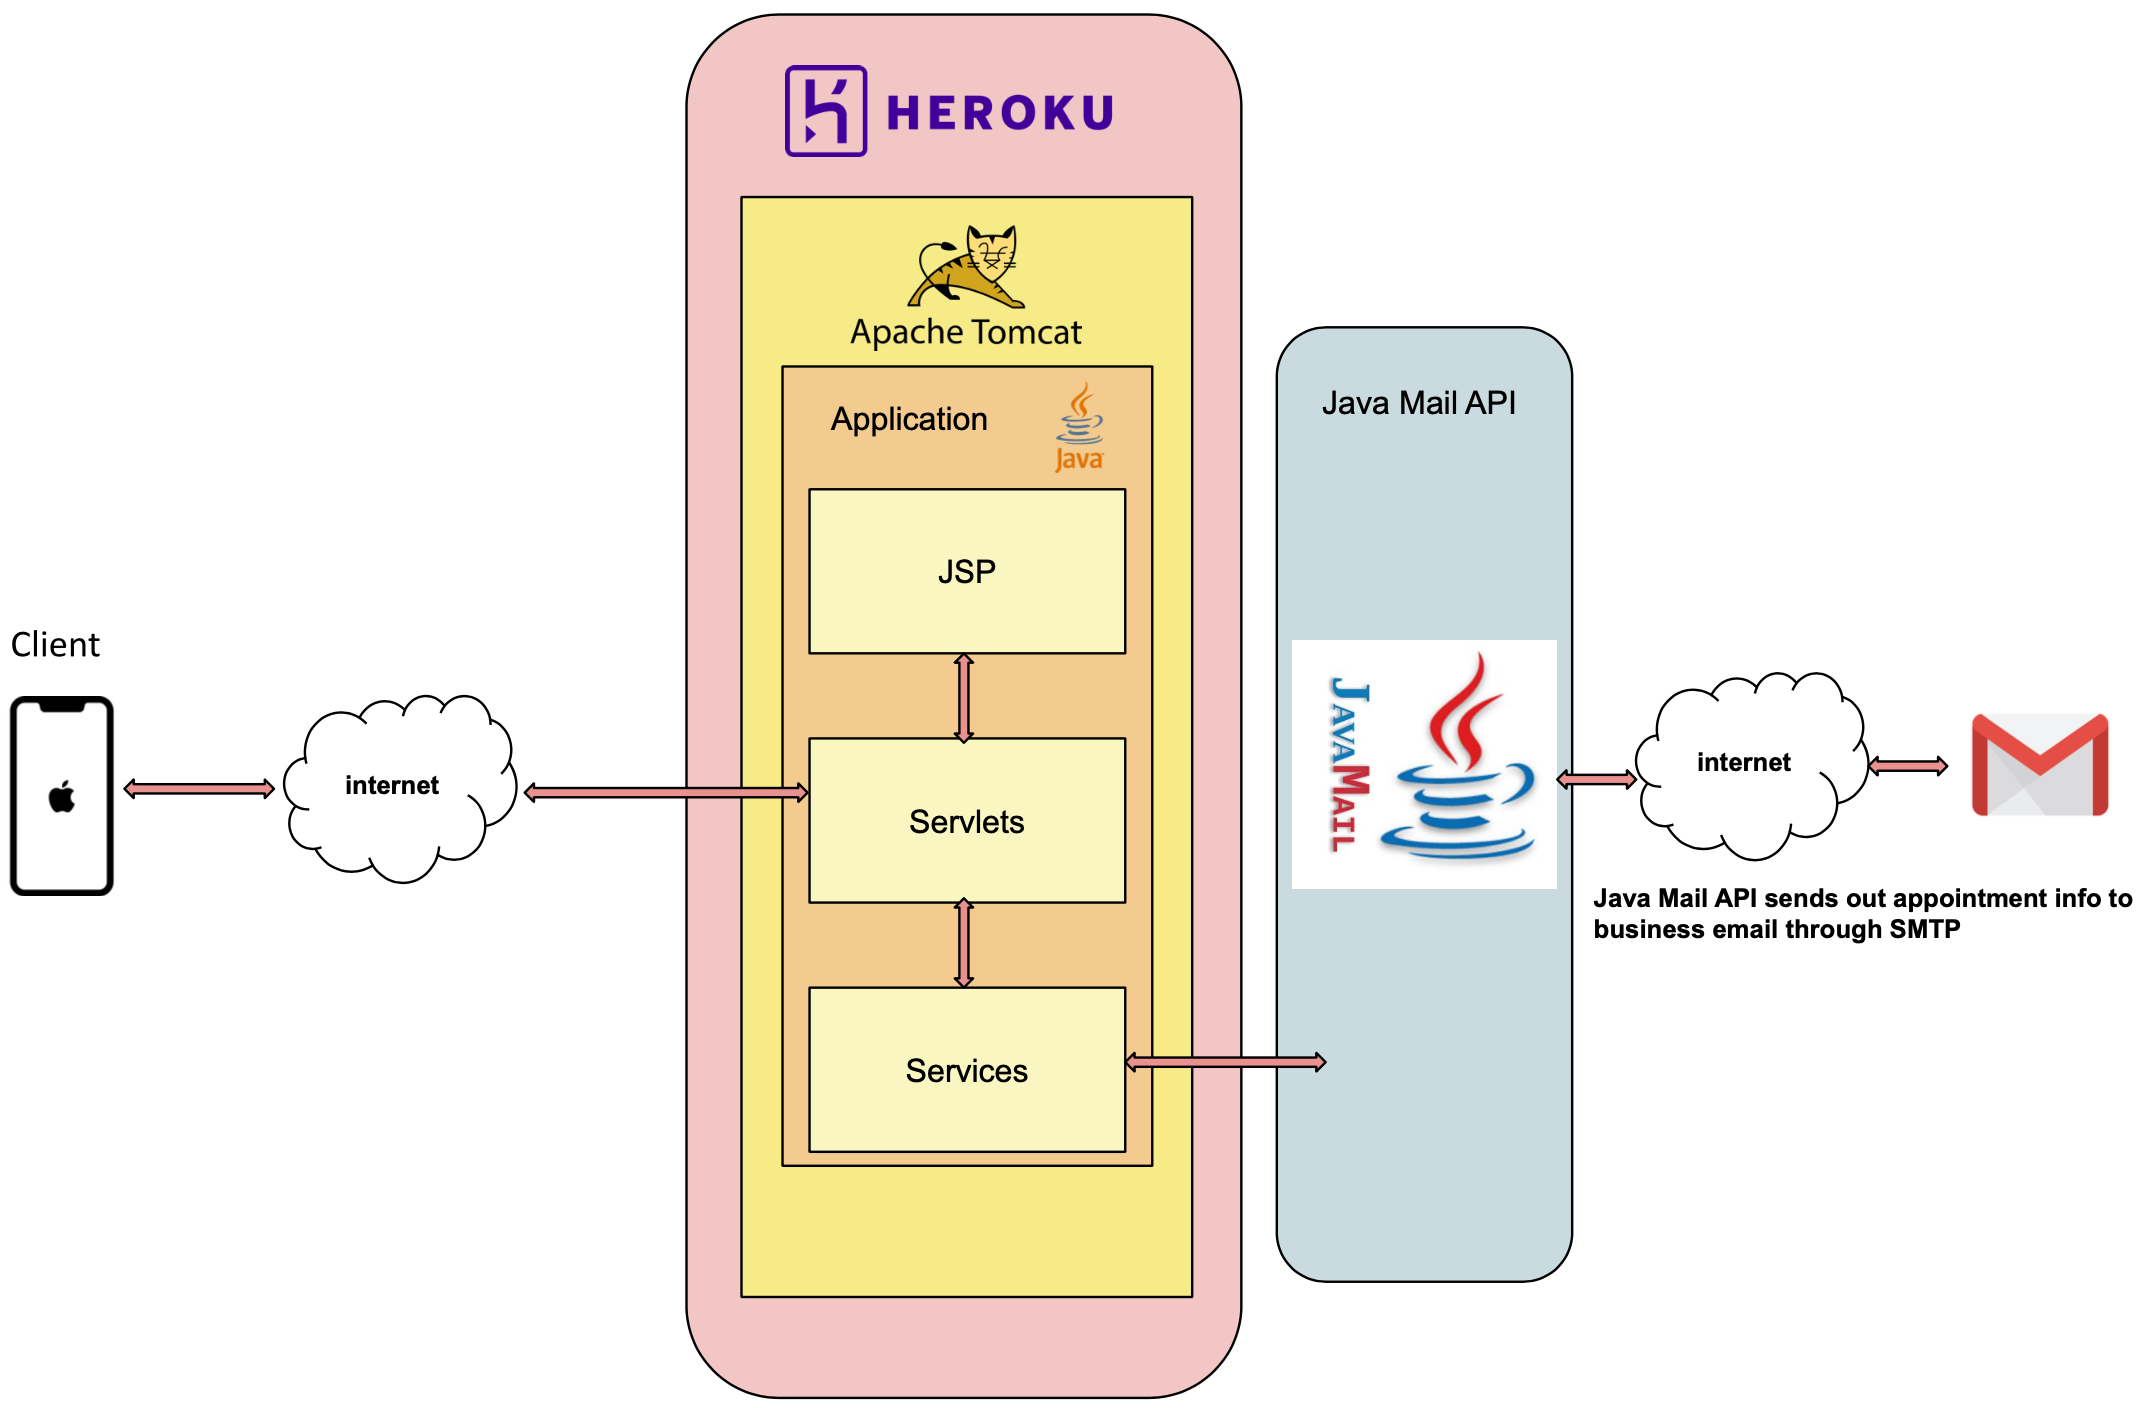 HEROKU
Apache Tomcat
Application
Java
Java Mail API
JSP
Client
JAVAMAIL
internet
internet
Servlets
Java Mail API sends out appointment info to
business email through SMTP
Services